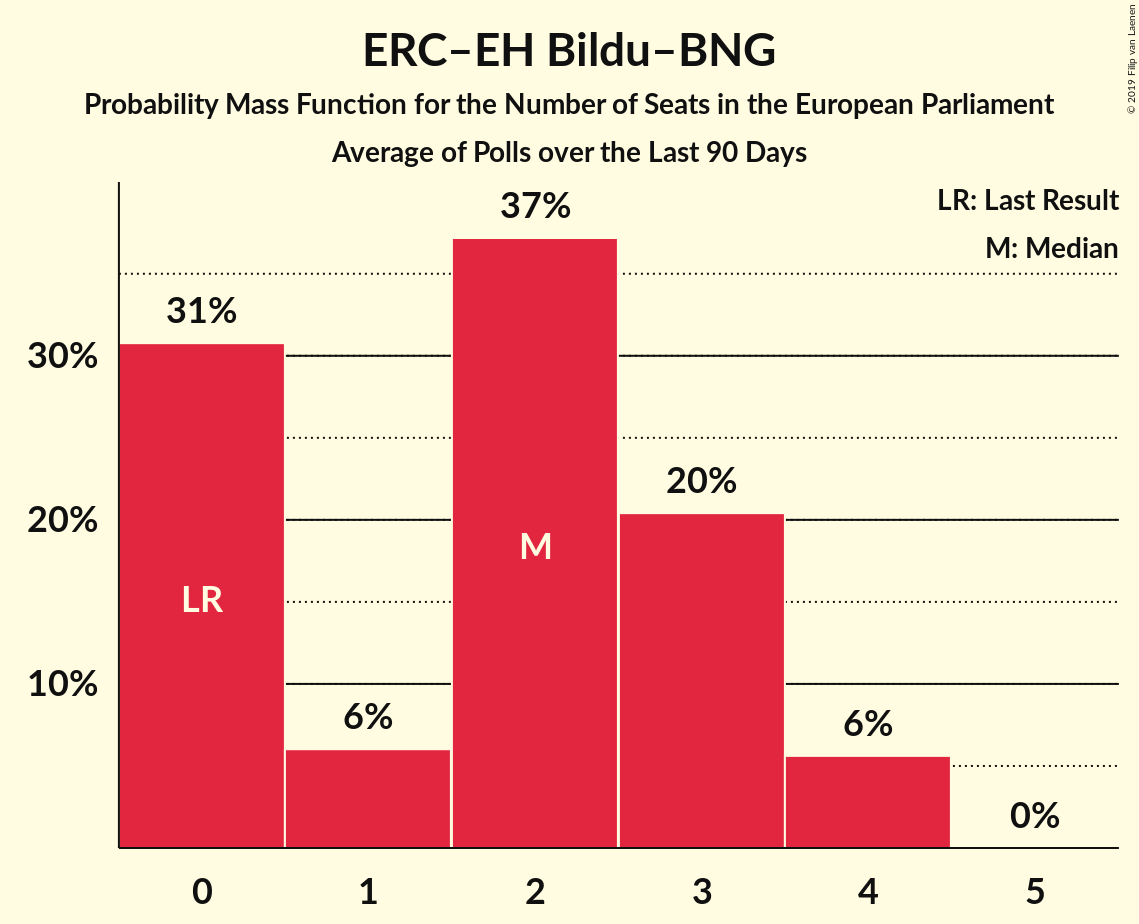 ERC–EH Bildu–BNG
Probability Mass Function for the Number of Seats in the European Parliament
Average of Polls over the Last 90 Days
© 2019 Filip van Laenen
LR: Last Result
M: Median
37%
31%
30%
20%
20%
M
LR
10%
6%
6%
0%
0 1 2 3 4 5